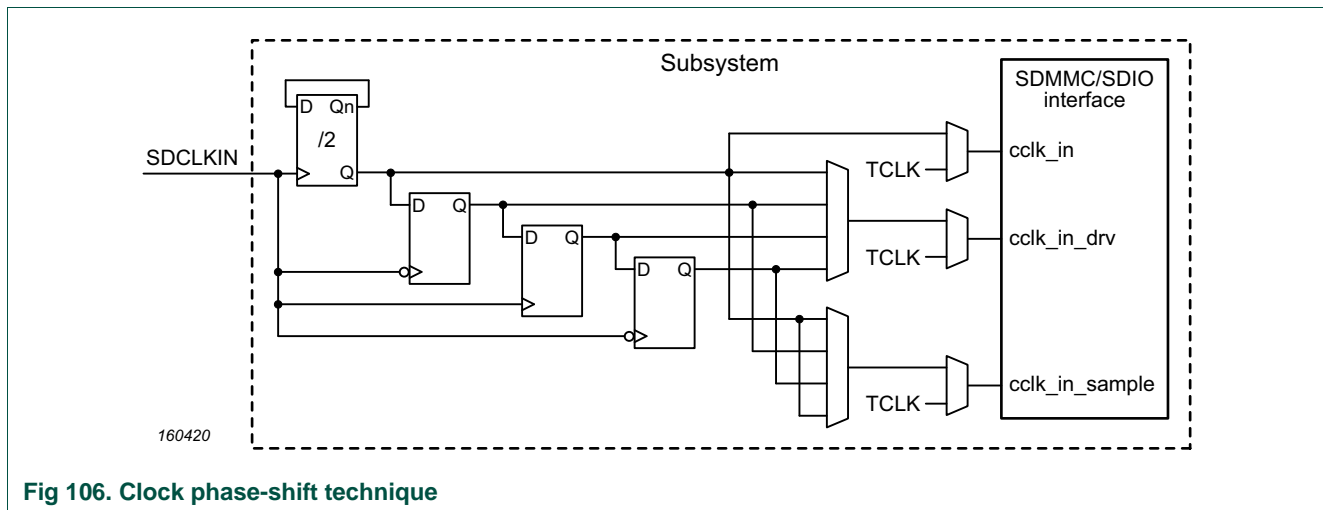 Subsystem
SDMMC/SDIO
interface
D Qn
/2
Q
SDCLKIN
TCLK
cclk_in
D Q
D Q
D Q
TCLK
cclk_in_drv
TCLK
cclk_in_sample
160420
Fig 106. Clock phase-shift technique